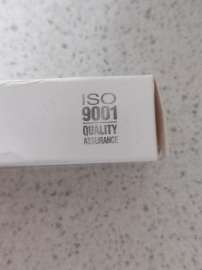 ISO
9001
QUALITY
ASSURANCE